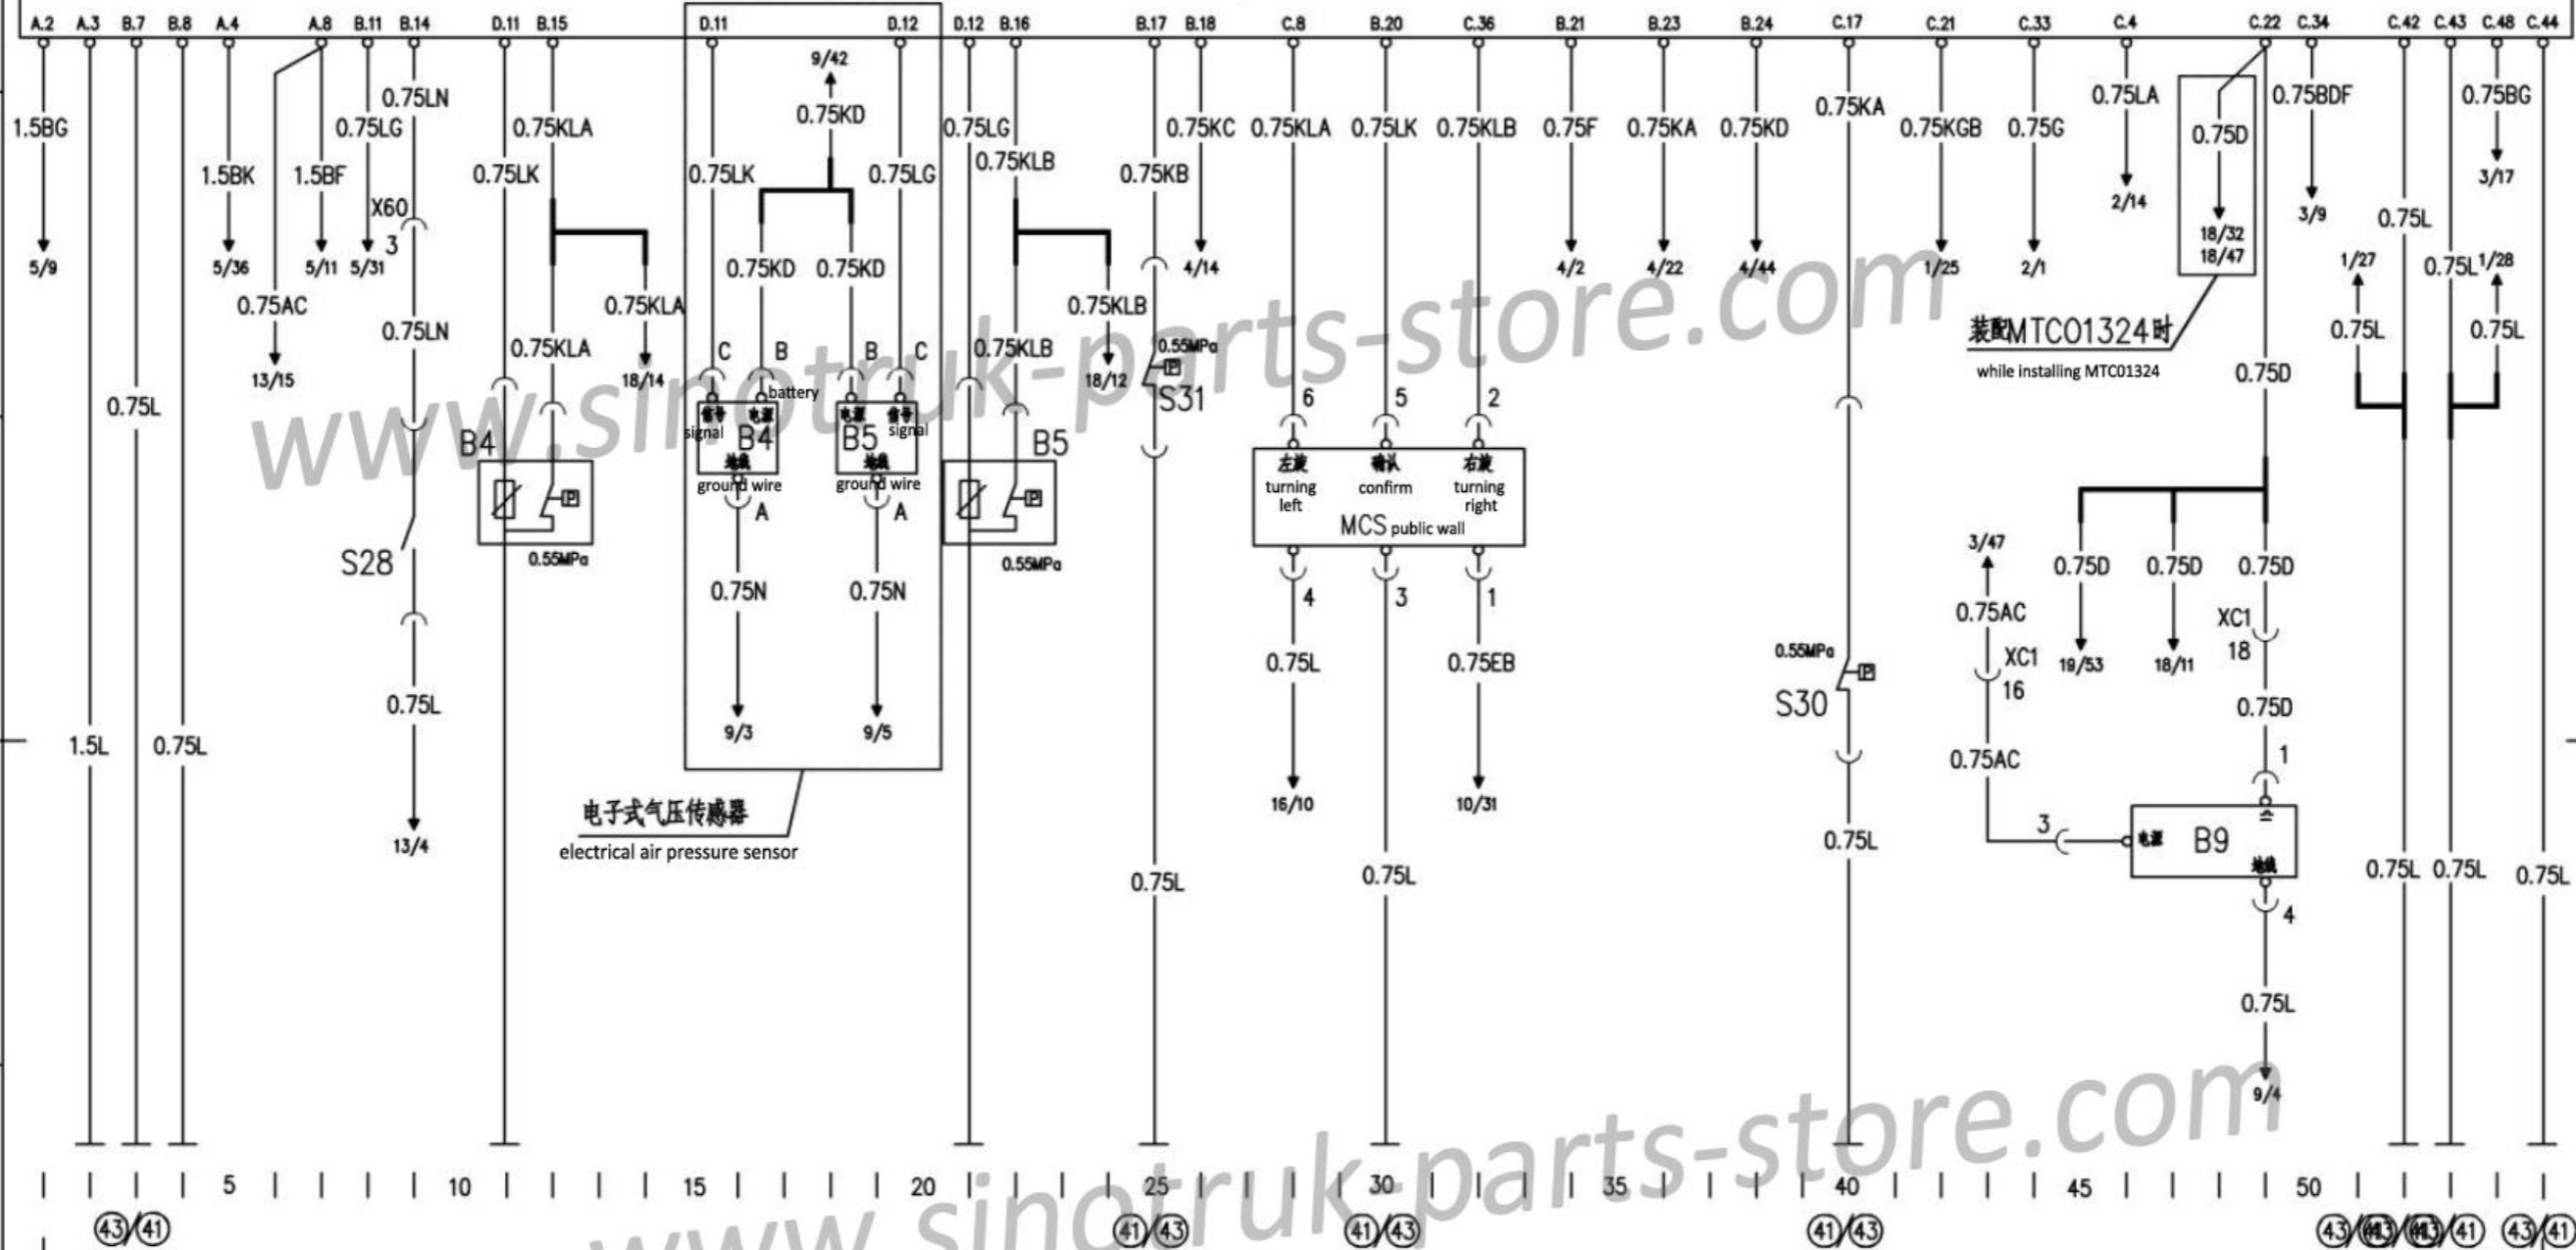 A.2 A.3 B.7 B.8 A.4 A.8 B.11 B.14 D.11 B.15 D.11 D.12 D.12 B.16 B.17 B.18 C.8 B.20 C.36 B.21 B.23 B.24 C.17 C.21 C.33 C.4 C.22 C.34 C.42 C.43 C.48 C.44
9/42
0.75LN 0.75LA 0.75BDF 0.75BG
0.75KA
0.75KD
1.5BG 0.75LG 0.75KLA 0.75LG 0.75KC 0.75KLA 0.75LK 0.75KLB 0.75F 0.75KA 0.75KD 0.75KGB 0.75G 0.75D
0.75KLB
1.5BK 1.5BF 0.75LK 0.75LK 0.75LG 0.75KB 3/17
2/14
X60 3/9 0.75L
18/32
3
18/47
5/9 5/36 5/11 5/31 0.75KD 0.75KD 4/14 4/2 4/22 4/44 1/25 2/1 1/27 0.75L 1/28
0.75AC 0.75KLA 0.75KLB
0.75LN 装配MTC01324时 0.75L 0.75L
0.75KLA C B B C 0.75KLB 0.55MPa
P
while installing MTC01324 0.75D
13/15 18/14 18/12
battery
S31 6 5 2
0.75L
信号 电源 电源 信号
signal B4 B5 signal
B4 B5
地线 地线 左旋 确认 右旋
ground wire ground wire turning left confirm turning right
P P
A A MCS public wall
3/47
S28 0.55MPa 0.55MPa 0.75D 0.75D 0.75D
0.75N 0.75N 4 3 1
0.75AC XC1
18
0.55MPa XC1 19/53 18/11
0.75L 0.75EB P
16
0.75L S30 0.75D
9/3 9/5
1.5L 0.75L 0.75AC 1
16/10 10/31
电子式气压传感器
3
13/4 0.75L 电源 B9
electrical air pressure sensor
地线
0.75L 0.75L 0.75L 0.75L 0.75L
4
0.75L
9/4
5 10 15 20 25 30 35 40 45 50
43/41 41/43 41/43 41/43 43/41 43/41
www.sinotruk-parts-store.com
www.sinotruk-parts-store.com